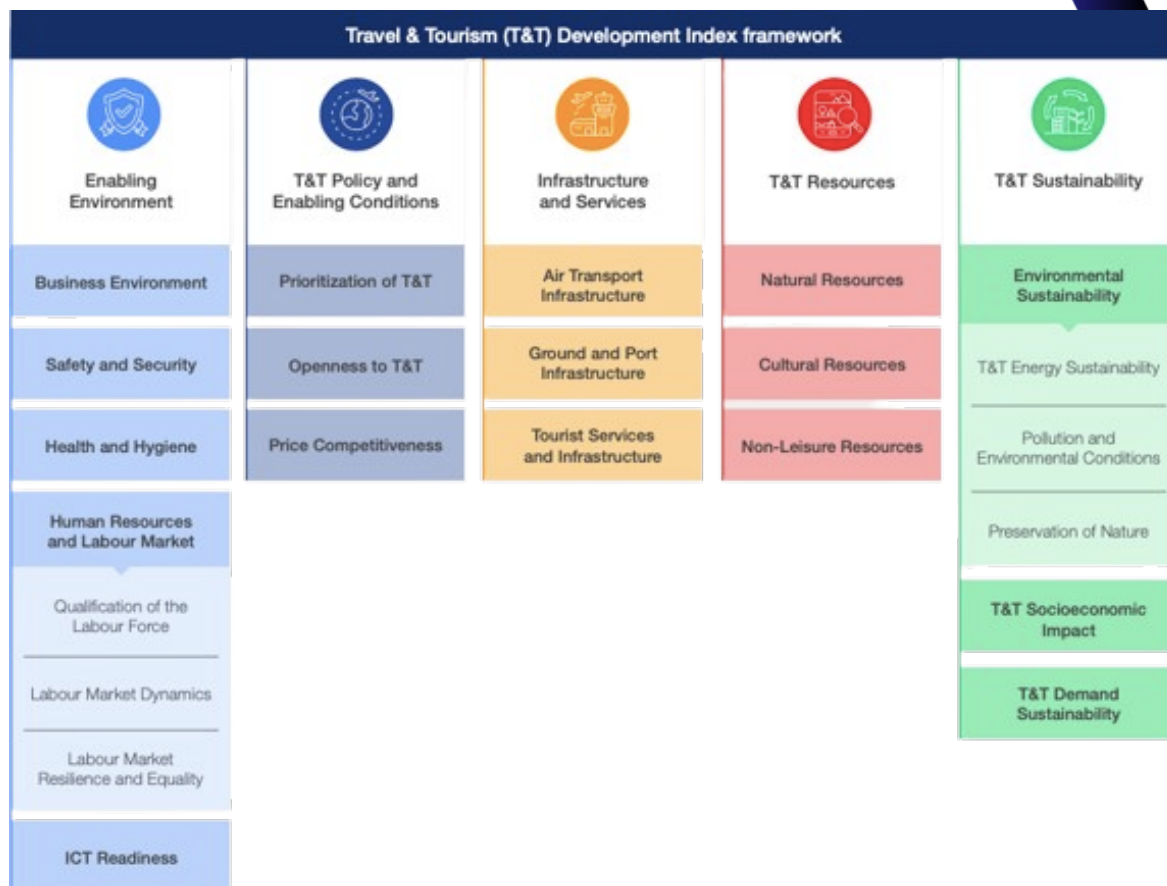 Travel & Tourism (T&T) Development Index framework
Enabling
Environment
Business Environment
Safety and Security
Health and Hygiene
Human Resources
and Labour Market
Qualification of the
Labour Force
Labour Market Dynamics
Labour Market
Resilience and Equality
ICT Readiness
T&T Policy and
Enabling Conditions
Prioritization of T&T
Openness to T&T
Price Competitiveness
Infrastructure
and Services
Air Transport
Infrastructure
Ground and Port
Infrastructure
Tourist Services
and Infrastructure
T&T Resources
Natural Resources
Cultural Resources
Non-Leisure Resources
T&T Sustainability
Environmental
Sustainability
T&T Energy Sustainability
Pollution and
Environmental Conditions
Preservation of Nature
T&T Socioeconomic
Impact
T&T Demand
Sustainability